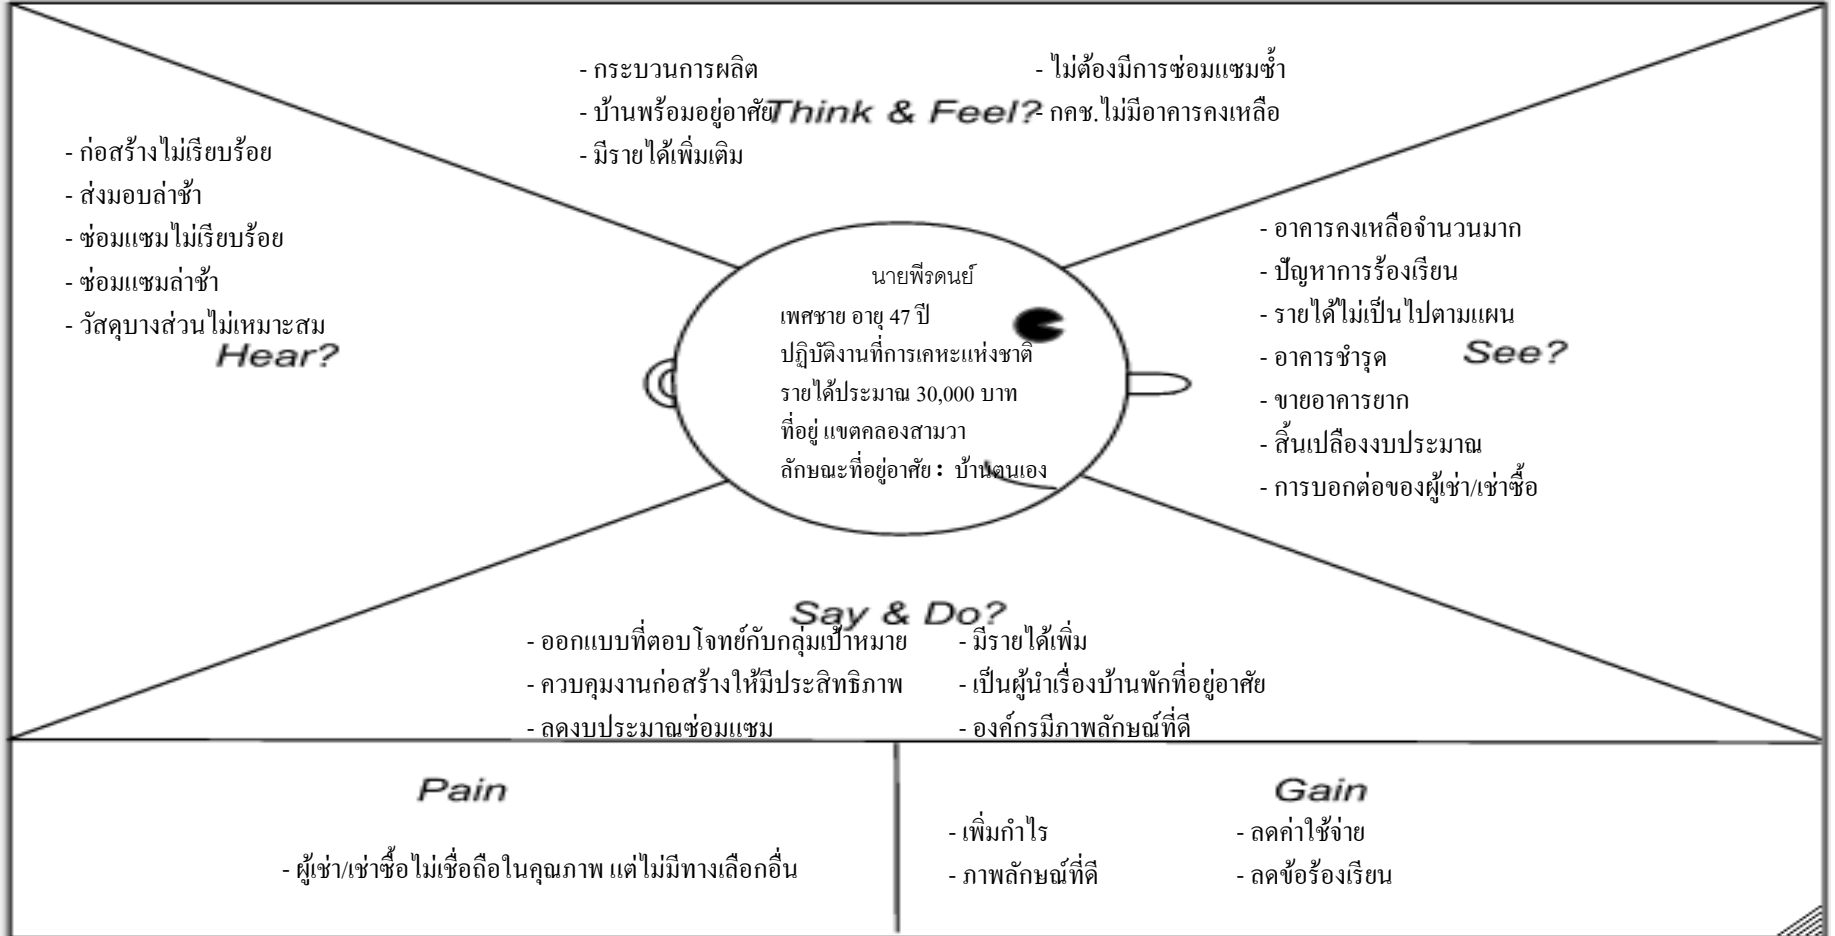 - กระบวนการผลิต
- บ้านพร้อมอยู่อาศัย
- มีรายได้เพิ่มเติม
Think & Feel?
- ไม่ต้องมีการซ่อมแซมซ้ำ
- กคช.ไม่มีอาคารคงเหลือ
- ก่อสร้างไม่เรียบร้อย
- ส่งมอบล่าช้า
- ซ่อมแซมไม่เรียบร้อย
- ซ่อมแซมล่าช้า
- วัสดุบางส่วนไม่เหมาะสม
Hear?
นายพีรดนย์
เพศชาย อายุ 47 ปี
ปฏิบัติงานที่การเคหะแห่งชาติ
รายได้ประมาณ 30,000 บาท
ที่อยู่ แขตคลองสามวา
ลักษณะที่อยู่อาศัย : บ้านตนเอง
- อาคารคงเหลือจำนวนมาก
- ปัญหาการร้องเรียน
- รายได้ไม่เป็นไปตามแผน
- อาคารชำรุด
- ขายอาคารยาก
- สิ้นเปลืองงบประมาณ
- การบอกต่อของผู้เช่า/เช่าซื้อ
See?
Say & Do?
- ออกแบบที่ตอบโจทย์กับกลุ่มเป้าหมาย
- ควบคุมงานก่อสร้างให้มีประสิทธิภาพ
- ลดงบประมาณซ่อมแซม
- มีรายได้เพิ่ม
- เป็นผู้นำเรื่องบ้านพักที่อยู่อาศัย
- องค์กรมีภาพลักษณ์ที่ดี
Pain
- ผู้เช่า/เช่าซื้อไม่เชื่อถือในคุณภาพ แต่ไม่มีทางเลือกอื่น
Gain
- เพิ่มกำไร
- ภาพลักษณ์ที่ดี
- ลดค่าใช้จ่าย
- ลดข้อร้องเรียน